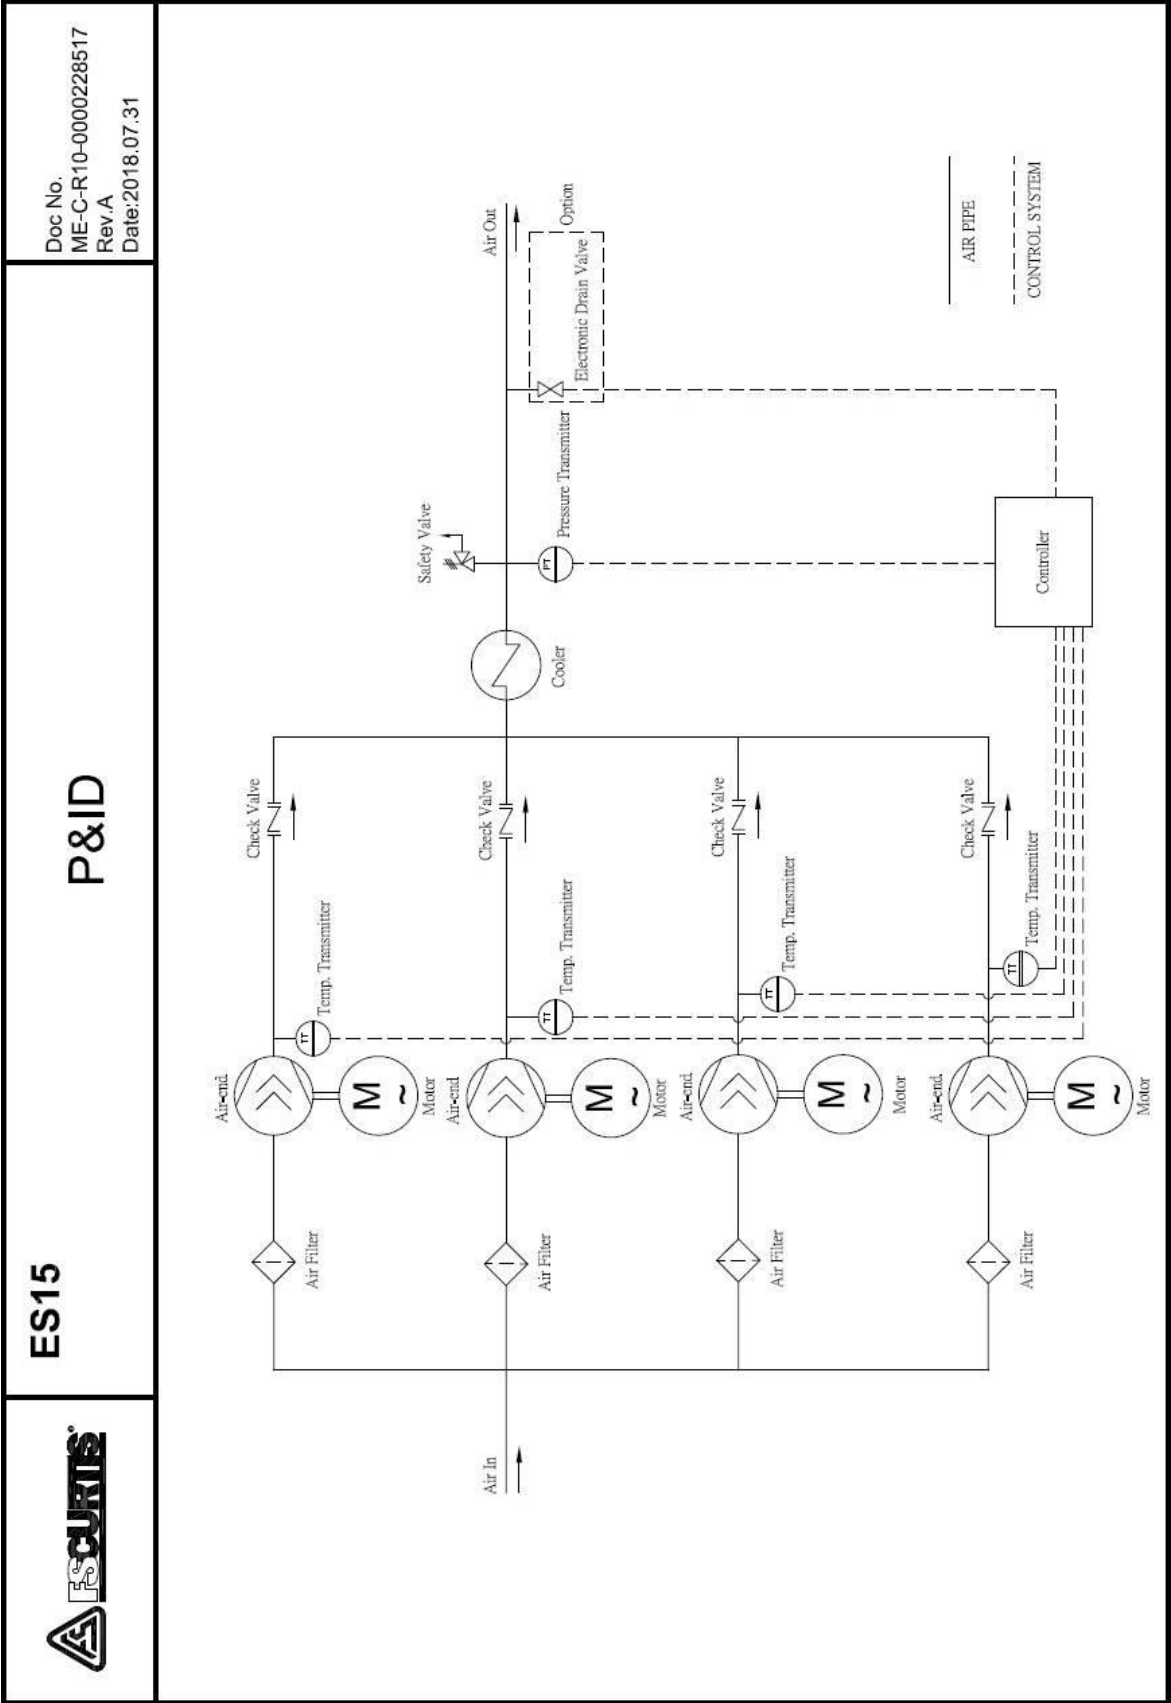 FSCURTIS®
ES15
P&ID
Doc No.
ME-C-R10-0000228517
Rev.A
Date:2018.07.31
Air In
Air Filter
Air-end
M
~
Motor
TT
Temp. Transmitter
Check Valve
Air Filter
Air-end
M
~
Motor
TT
Temp. Transmitter
Check Valve
Air Filter
Air-end
M
~
Motor
TT
Temp. Transmitter
Check Valve
Air Filter
Air-end
M
~
Motor
TT
Temp. Transmitter
Check Valve
Cooler
Safety Valve
PT
Pressure Transmitter
Electronic Drain Valve
Option
Air Out
Controller
AIR PIPE
CONTROL SYSTEM